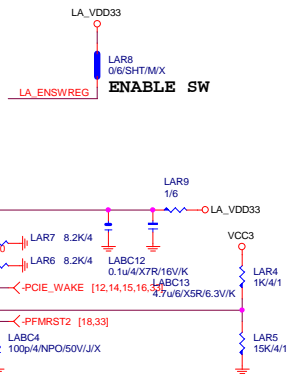 LA_VDD33
LAR8
0/6/SHT/M/X
LA_ENSWREG
ENABLE SW
LAR9
1/6
LA_VDD33
LAR7 8.2K/4
LAR6 8.2K/4
VCC3
LABC12
0.1u/4/X7R/16V/K
LABC13
4.7u/6/X5R/6.3V/K
LAR4
1K/4/1
-PCIE_WAKE [12,14,15,16,33]
-PFMRST2 [18,33]
LABC4
100p/4/NPO/50V/J/X
LAR5
15K/4/1